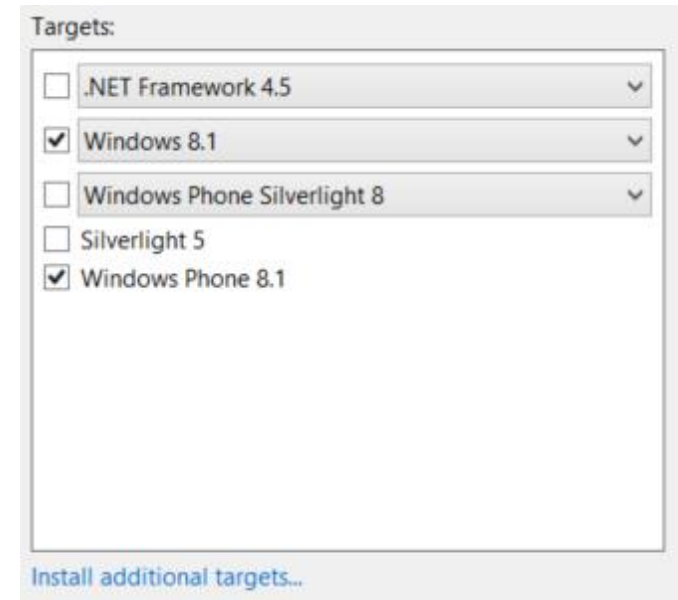 Targets:
.NET Framework 4.5
Windows 8.1
Windows Phone Silverlight 8
Silverlight 5
Windows Phone 8.1
Install additional targets...